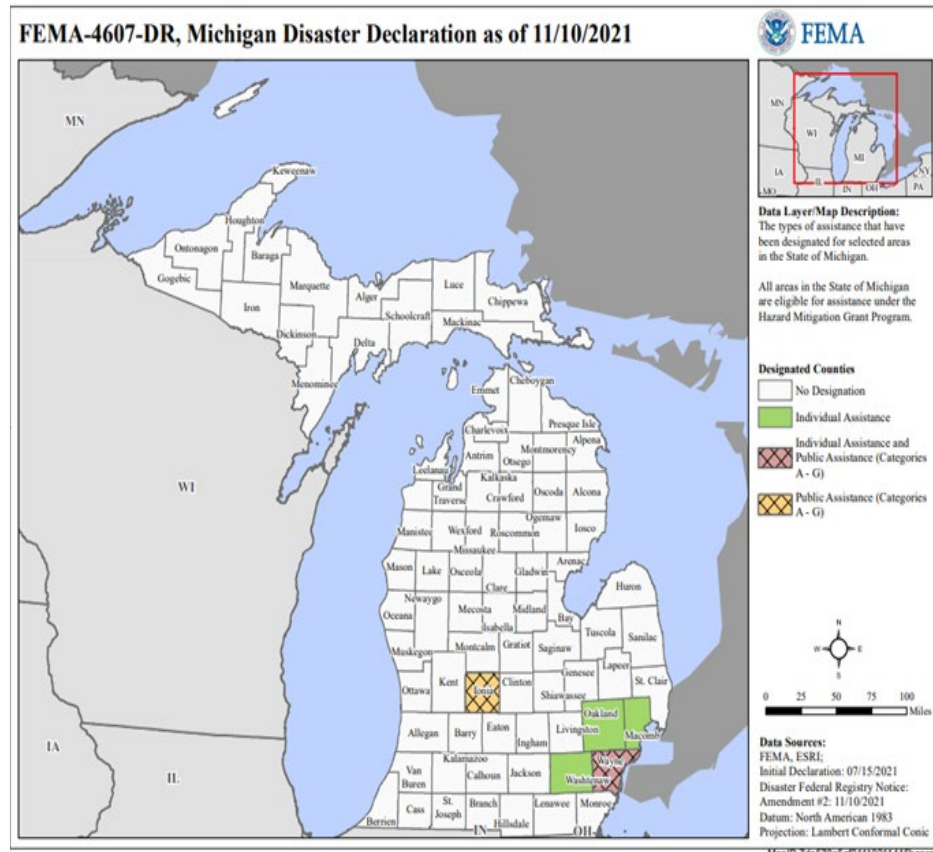 FEMA-4607-DR, Michigan Disaster Declaration as of 11/10/2021
FEMA
MN
Keweenaw
Houghton
Ontonagon
Baraga
Gogebic
Marquette
Iron
Alger
Luce
Chippewa
Schoolcraft
Mackinac
Dickinson
Delta
Menominee
WI
Emmet
Cheboygan
Charlevoix
Presque Isle
Antrim
Otsego
Montmorency
Alpena
Leelanau
Grand
Traverse
Kalkaska
Crawford
Oscoda
Alcona
Manistee
Wexford
Missaukee
Roscommon
Ogemaw
Iosco
Mason
Lake
Osceola
Clare
Gladwin
Arenac
Huron
Oceana
Newaygo
Mecosta
Isabella
Midland
Bay
Tuscola
Sanilac
Muskegon
Montcalm
Gratiot
Saginaw
Ottawa
Kent
Ionia
Clinton
Shiawassee
Genesee
Lapeer
St. Clair
Allegan
Barry
Eaton
Ingham
Livingston
Oakland
Macomb
Van
Buren
Kalamazoo
Calhoun
Jackson
Washtenaw
Wayne
Berrien
Cass
St.
Joseph
Branch
Hillsdale
Lenawee
Monroe
IA
IL
IN
OH
MN
WI
MI
IA
IL
IN
OH
NY
PA
MO
Data Layer/Map Description:
The types of assistance that have
been designated for selected areas
in the State of Michigan.
All areas in the State of Michigan
are eligible for assistance under the
Hazard Mitigation Grant Program.
Designated Counties
No Designation
Individual Assistance
Individual Assistance and
Public Assistance (Categories
A - G)
Public Assistance (Categories
A - G)
N
W
E
S
0 25 50 75 100
Miles
Data Sources:
FEMA, ESRI;
Initial Declaration: 07/15/2021
Disaster Federal Registry Notice:
Amendment #2: 11/10/2021
Datum: North American 1983
Projection: Lambert Conformal Conic